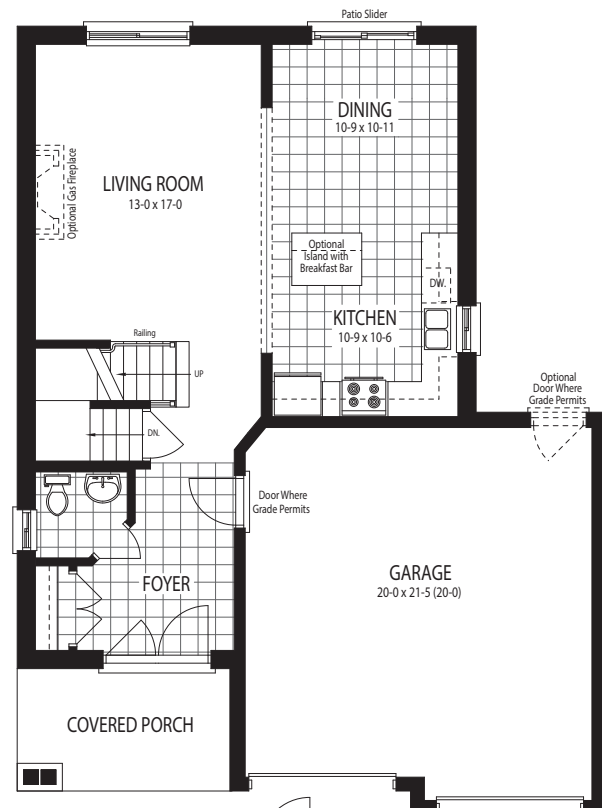 Patio Slider
DINING
10-9 x 10-11
LIVING ROOM
13-0 x 17-0
Optional Gas Fireplace
Optional
Island with
Breakfast Bar
DW.
KITCHEN
10-9 x 10-6
Railing
UP
DN.
Optional
Door Where
Grade Permits
Door Where
Grade Permits
FOYER
GARAGE
20-0 x 21-5 (20-0)
COVERED PORCH